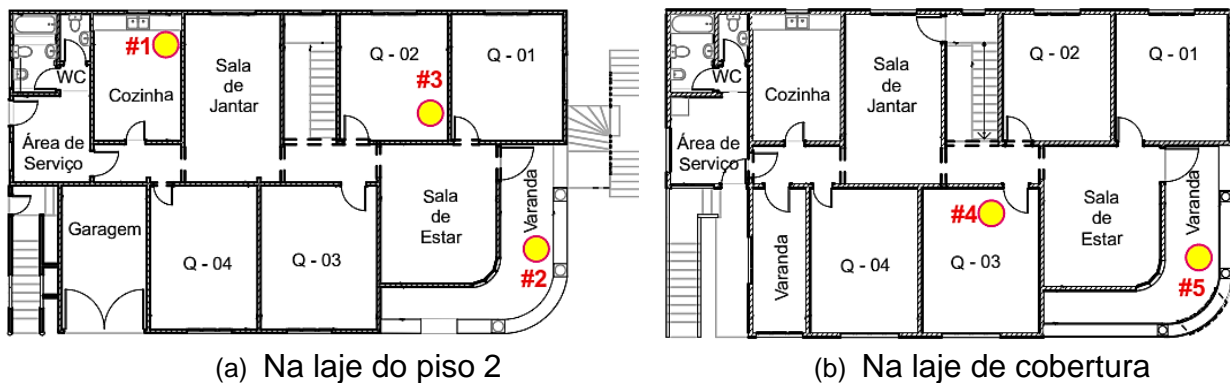 #1
WC
Cozinha
Sala
de
Jantar
Q - 02
#3
Q - 01
Área de
Serviço
Garagem
Q - 04
Q - 03
Sala
de
Estar
Varanda
#2
(a) Na laje do piso 2
WC
Cozinha
Sala
de
Jantar
Q - 02
Q - 01
Área de
Serviço
Varanda
Q - 04
#4
Q - 03
Sala
de
Estar
Varanda
#5
(b) Na laje de cobertura